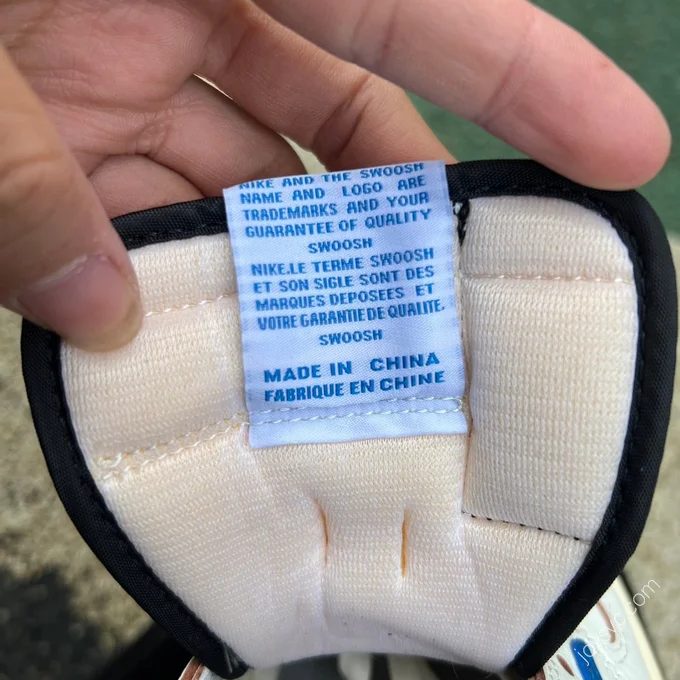 NIKE AND THE SWOOSH
NAME AND LOGO ARE
TRADEMARKS AND YOUR
GUARANTEE OF QUALITY
SWOOSH
NIKE,LE TERME SWOOSH
ET SON SIGLE SONT DES
MARQUES DEPOSEES ET
VOTRE GARANTIE DE QUALITE.
SWOOSH
MADE IN CHINA
FABRIQUE EN CHINE